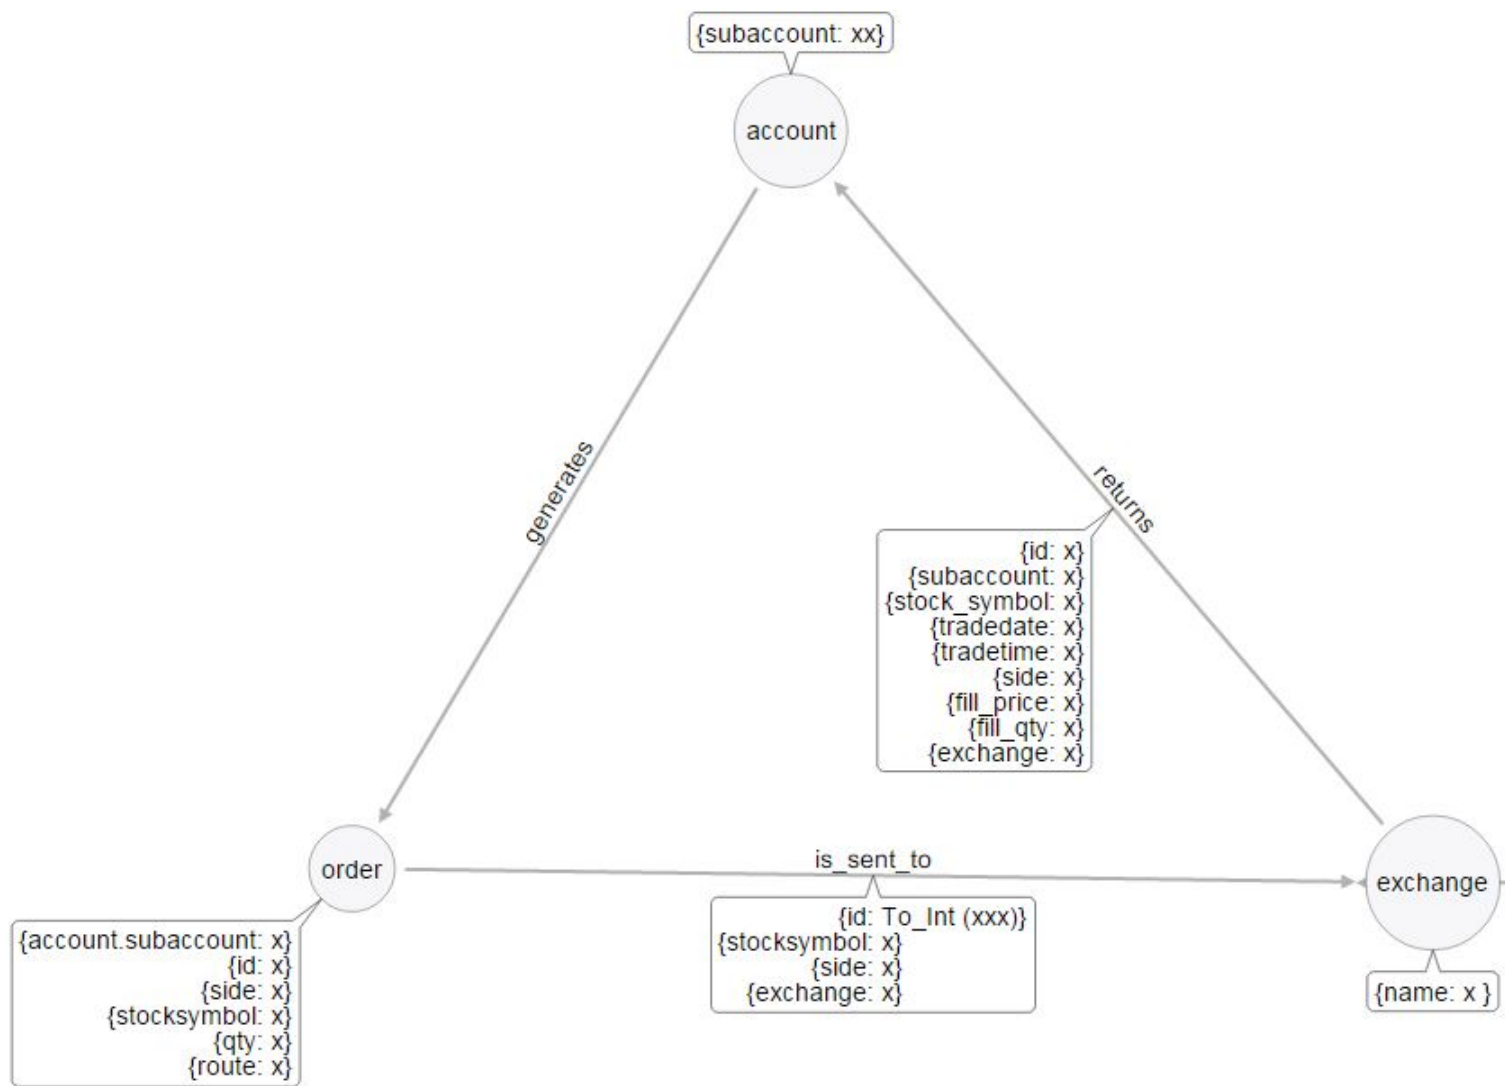 {subaccount: xx}
account
generates
returns
{id: x}
{subaccount: x}
{stock_symbol: x}
{tradedate: x}
{tradetime: x}
{side: x}
{fill_price: x}
{fill_qty: x}
{exchange: x}
order
is_sent_to
exchange
{account.subaccount: x}
{id: x}
{side: x}
{stocksymbol: x}
{qty: x}
{route: x}
{id: To_Int (xxx)}
{stocksymbol: x}
{side: x}
{exchange: x}
{name: x }